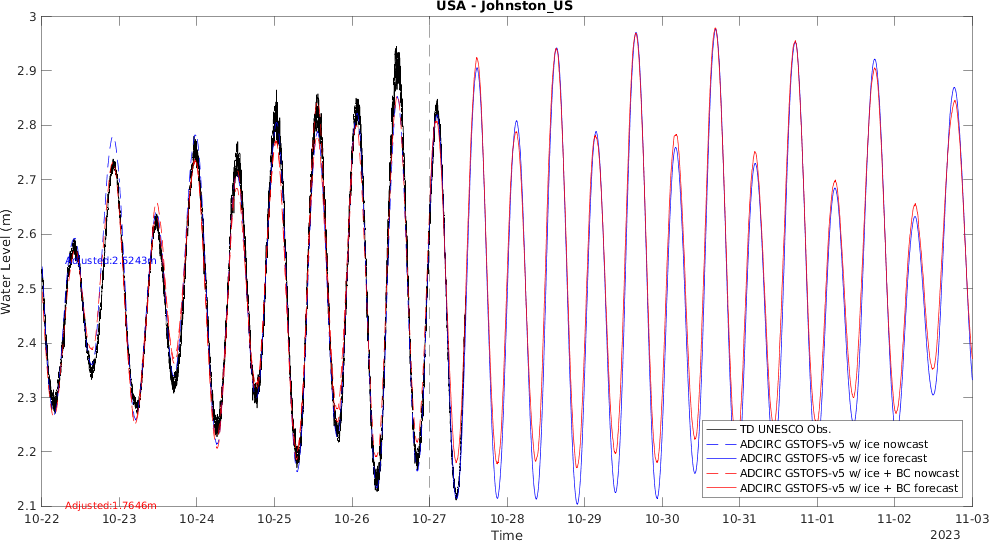 USA - Johnston_US
Water Level (m)
3
2.9
2.8
2.7
2.6
2.5
2.4
2.3
2.2
2.1
Adjusted:2.5243m
Adjusted:1.7646m
TD UNESCO Obs.
ADCIRC GSTOFS-v5 w/ ice nowcast
ADCIRC GSTOFS-v5 w/ ice forecast
ADCIRC GSTOFS-v5 w/ ice + BC nowcast
ADCIRC GSTOFS-v5 w/ ice + BC forecast
10-22 10-23 10-24 10-25 10-26 10-27 10-28 10-29 10-30 10-31 11-01 11-02 11-03
Time
2023